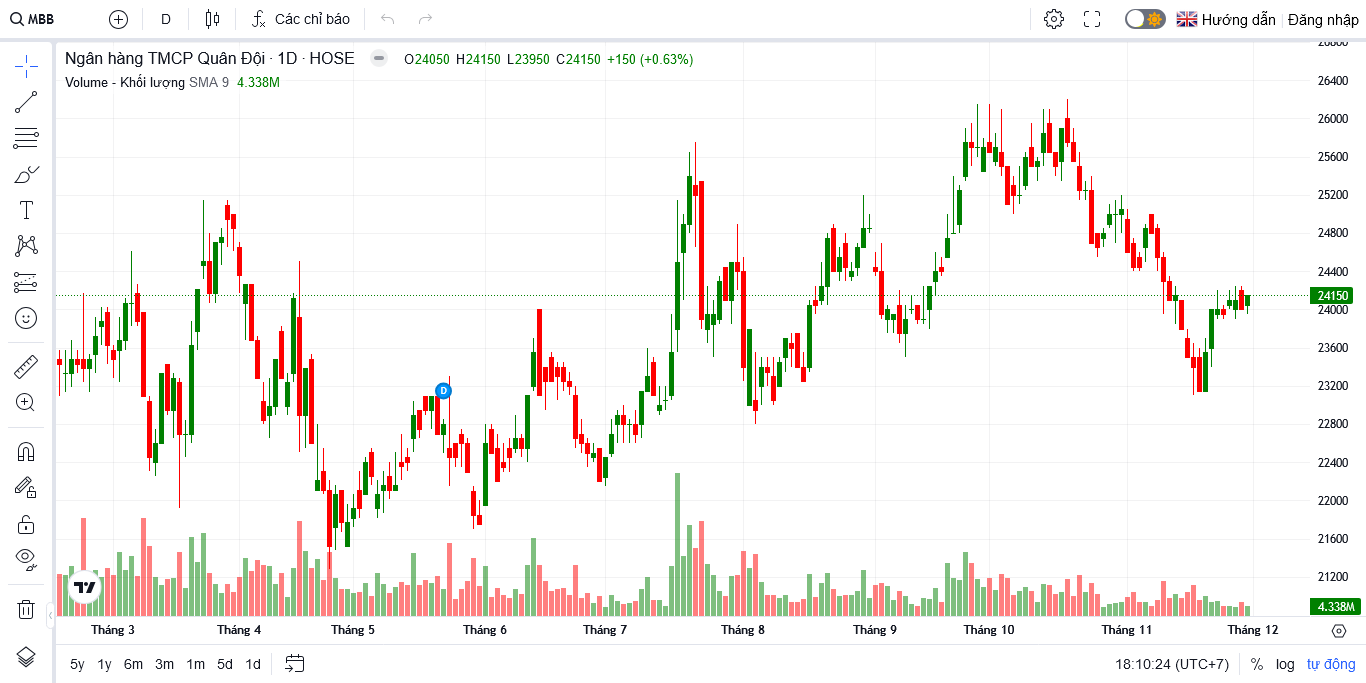 MBB D Các chỉ báo Hướng dẫn Đăng nhập
Ngân hàng TMCP Quân Đội · 1D · HOSE O24050 H24150 L23950 C24150 +150 (+0.63%)
Volume - Khối lượng SMA 9 4.338M
26800
26400
26000
25600
25200
24800
24400
24150
24000
23600
23200
22800
22400
22000
21600
21200
4.338M
D
Tháng 3 Tháng 4 Tháng 5 Tháng 6 Tháng 7 Tháng 8 Tháng 9 Tháng 10 Tháng 11 Tháng 12
5y 1y 6m 3m 1m 5d 1d 18:10:24 (UTC+7) % log tự động